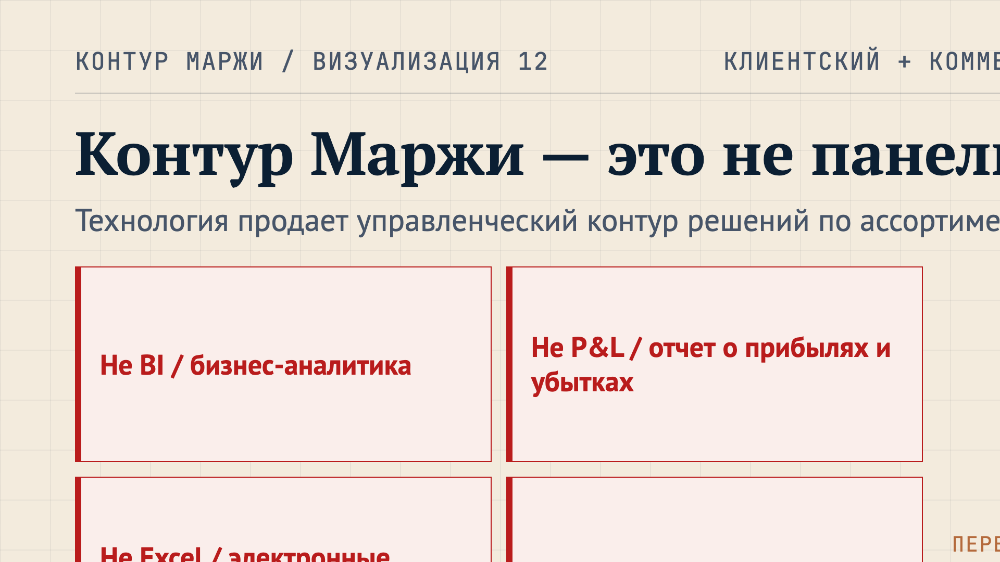 КОНТУР МАРЖИ / ВИЗУАЛИЗАЦИЯ 12
КЛИЕНТСКИЙ +
Контур Маржи — это не
Технология продает управленческий контур решений по
Не BI / бизнес-аналитика
Не P&L / отчет о прибылях и
убытках
Не Excel / электронные